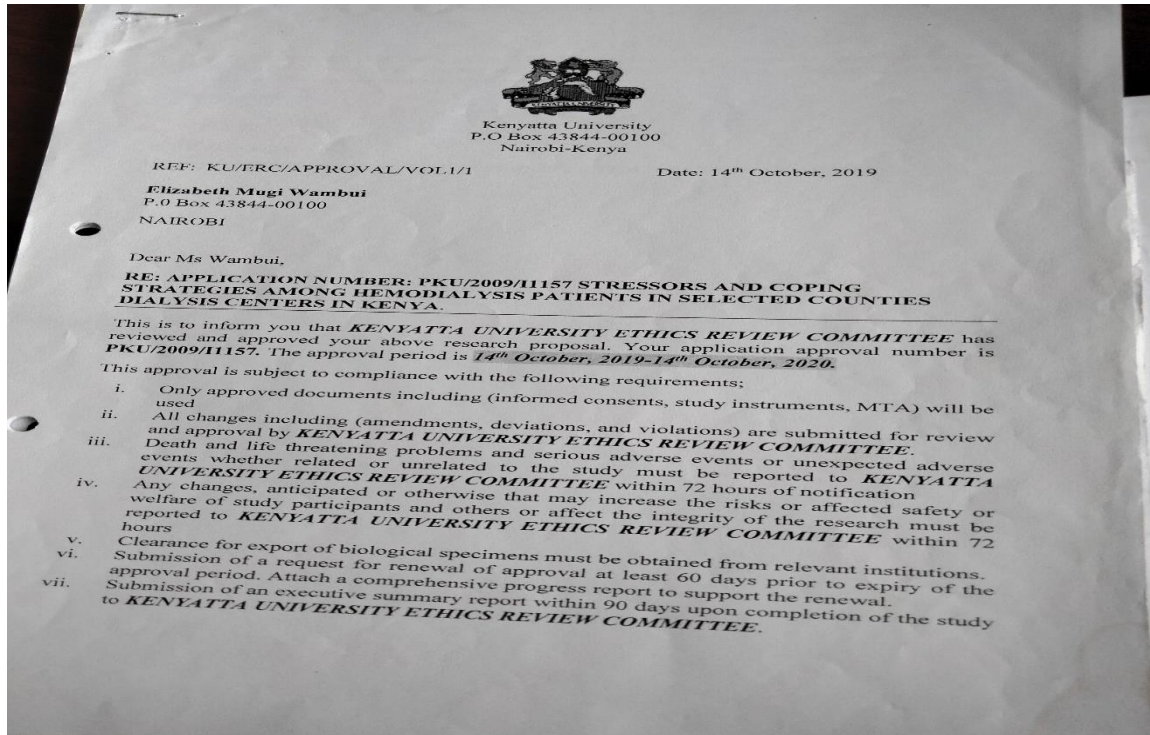 KENYATTA UNIVERSITY
Kenyatta University
P.O Box 43844-00100
Nairobi-Kenya
REF: KU/ERC/APPROVAL/VOL.1/1
Date: 14th October, 2019
Elizabeth Mugi Wambui
P.0 Box 43844-00100
NAIROBI
Dear Ms Wambui,
RE: APPLICATION NUMBER: PKU/2009/I1157 STRESSORS AND COPING
STRATEGIES AMONG HEMODIALYSIS PATIENTS IN SELECTED COUNTIES
DIALYSIS CENTERS IN KENYA.
This is to inform you that KENYATTA UNIVERSITY ETHICS REVIEW COMMITTEE has
reviewed and approved your above research proposal. Your application approval number is
PKU/2009/I1157. The approval period is 14th October, 2019-14th October, 2020.
This approval is subject to compliance with the following requirements;
i. Only approved documents including (informed consents, study instruments, MTA) will be
used
ii. All changes including (amendments, deviations, and violations) are submitted for review
and approval by KENYATTA UNIVERSITY ETHICS REVIEW COMMITTEE.
iii. Death and life threatening problems and serious adverse events or unexpected adverse
events whether related or unrelated to the study must be reported to KENYATTA
UNIVERSITY ETHICS REVIEW COMMITTEE within 72 hours of notification
iv. Any changes, anticipated or otherwise that may increase the risks or affected safety or
welfare of study participants and others or affect the integrity of the research must be
reported to KENYATTA UNIVERSITY ETHICS REVIEW COMMITTEE within 72
hours
v. Clearance for export of biological specimens must be obtained from relevant institutions.
vi. Submission of a request for renewal of approval at least 60 days prior to expiry of the
approval period. Attach a comprehensive progress report to support the renewal.
vii. Submission of an executive summary report within 90 days upon completion of the study
to KENYATTA UNIVERSITY ETHICS REVIEW COMMITTEE.